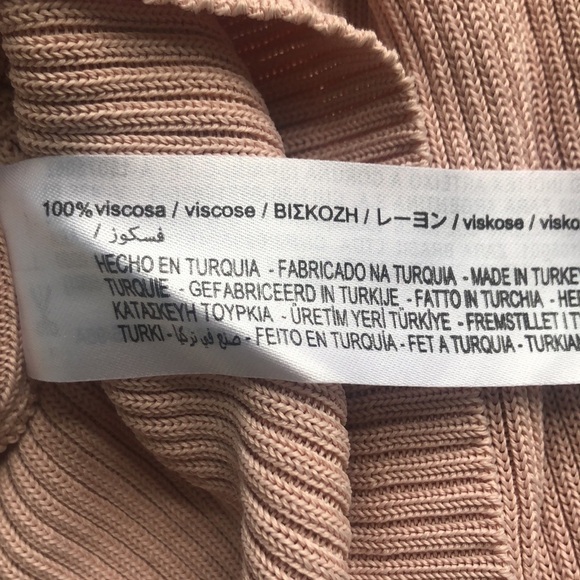 100% viscosa / viscose / ΒΙΣΚΟΖΗ / レーヨン / viskose / visko
/ فسكوز
HECHO EN TURQUIA - FABRICADO NA TURQUIA - MADE IN TURKEY
TURQUIE - GEFABRICEERD IN TURKIJE - FATTO IN TURCHIA - HE
ΚΑΤΑΣΚΕΥΗ ΤΟΥΡΚΙΑ - ÜRETİM YERİ TÜRKİYE - FREMSTILLET I T
TURKI - صنع في تركيا - FEITO EN TURQUÍA - FET A TURQUIA - TURKIAN